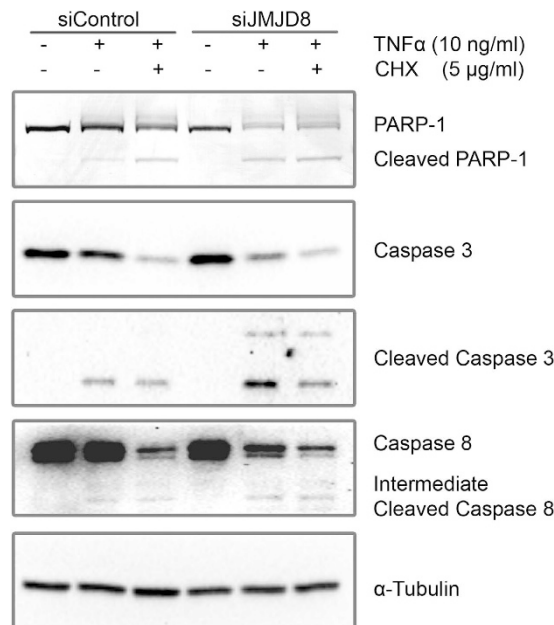 siControl siJMJD8
- + + - + + TNFα (10 ng/ml)
- - + - - + CHX (5 µg/ml)
PARP-1
Cleaved PARP-1
Caspase 3
Cleaved Caspase 3
Caspase 8
Intermediate
Cleaved Caspase 8
α-Tubulin